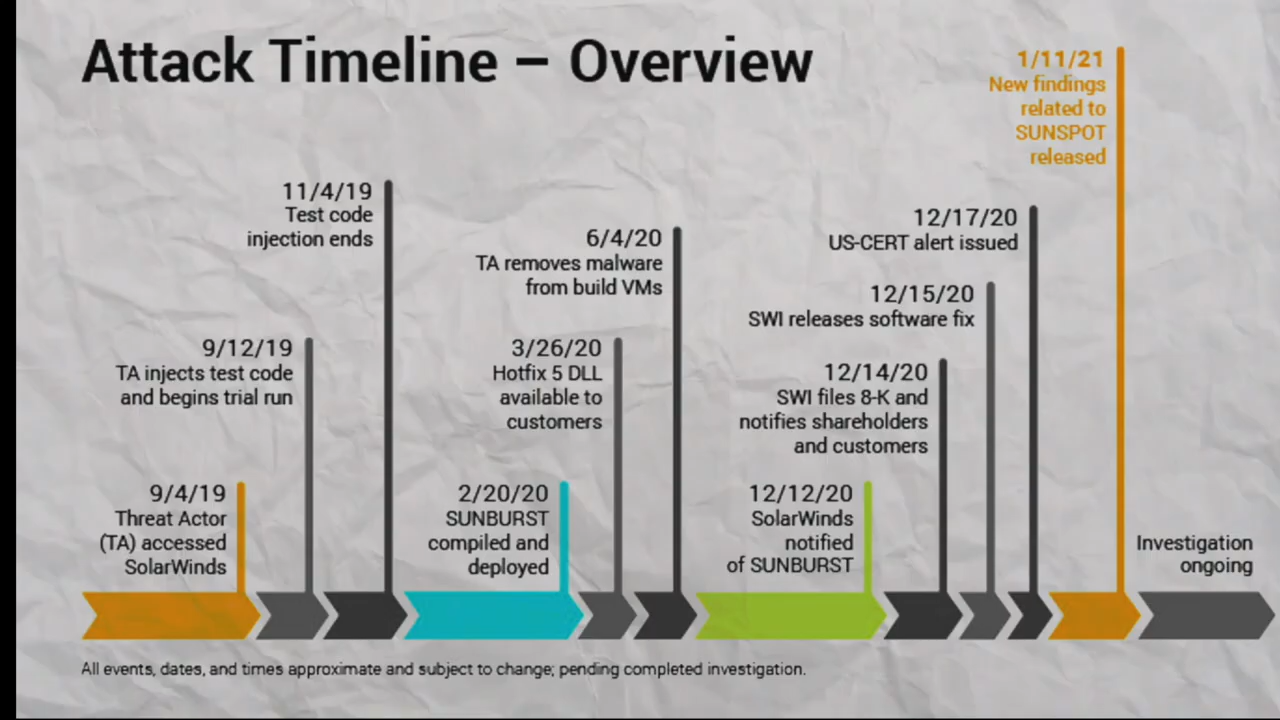 Attack Timeline – Overview
9/4/19
Threat Actor
(TA) accessed
SolarWinds
9/12/19
TA injects test code
and begins trial run
11/4/19
Test code
injection ends
2/20/20
SUNBURST
compiled and
deployed
3/26/20
Hotfix 5 DLL
available to
customers
6/4/20
TA removes malware
from build VMs
12/12/20
SolarWinds
notified
of SUNBURST
12/14/20
SWI files 8-K and
notifies shareholders
and customers
12/15/20
SWI releases software fix
12/17/20
US-CERT alert issued
1/11/21
New findings
related to
SUNSPOT
released
Investigation
ongoing
All events, dates, and times approximate and subject to change; pending completed investigation.